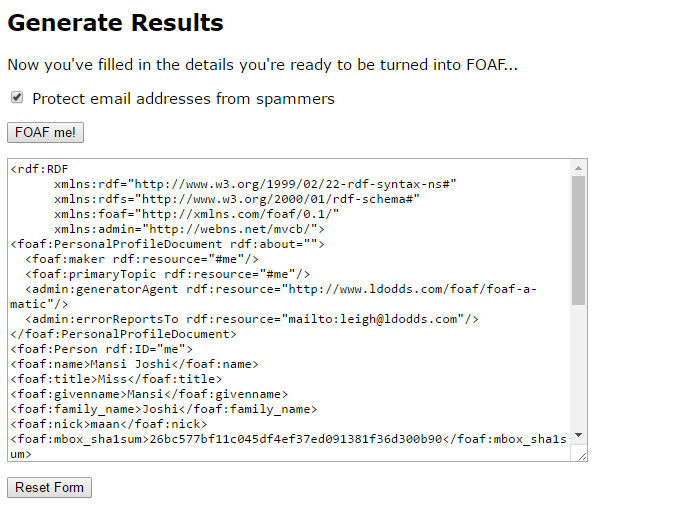 Generate Results
Now you've filled in the details you're ready to be turned into FOAF...
Protect email addresses from spammers
FOAF me!
<rdf:RDF
xmlns:rdf="http://www.w3.org/1999/02/22-rdf-syntax-ns#"
xmlns:rdfs="http://www.w3.org/2000/01/rdf-schema#"
xmlns:foaf="http://xmlns.com/foaf/0.1/"
xmlns:admin="http://webns.net/mvcb/">
<foaf:PersonalProfileDocument rdf:about="">
<foaf:maker rdf:resource="#me"/>
<foaf:primaryTopic rdf:resource="#me"/>
<admin:generatorAgent rdf:resource="http://www.ldodds.com/foaf/foaf-a-
matic"/>
<admin:errorReportsTo rdf:resource="mailto:leigh@ldodds.com"/>
</foaf:PersonalProfileDocument>
<foaf:Person rdf:ID="me">
<foaf:name>Mansi Joshi</foaf:name>
<foaf:title>Miss</foaf:title>
<foaf:givenname>Mansi</foaf:givenname>
<foaf:family_name>Joshi</foaf:family_name>
<foaf:nick>maan</foaf:nick>
<foaf:mbox_sha1sum>26bc577bf11c045df4ef37ed091381f36d300b90</foaf:mbox_sha1s
um>
Reset Form